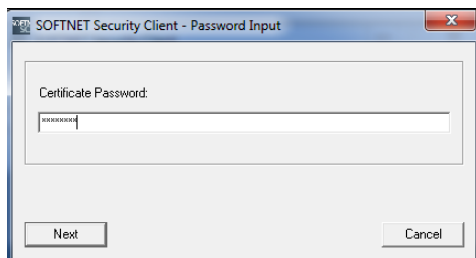 SOFTNET Security Client - Password Input
Certificate Password:
********
Next
Cancel